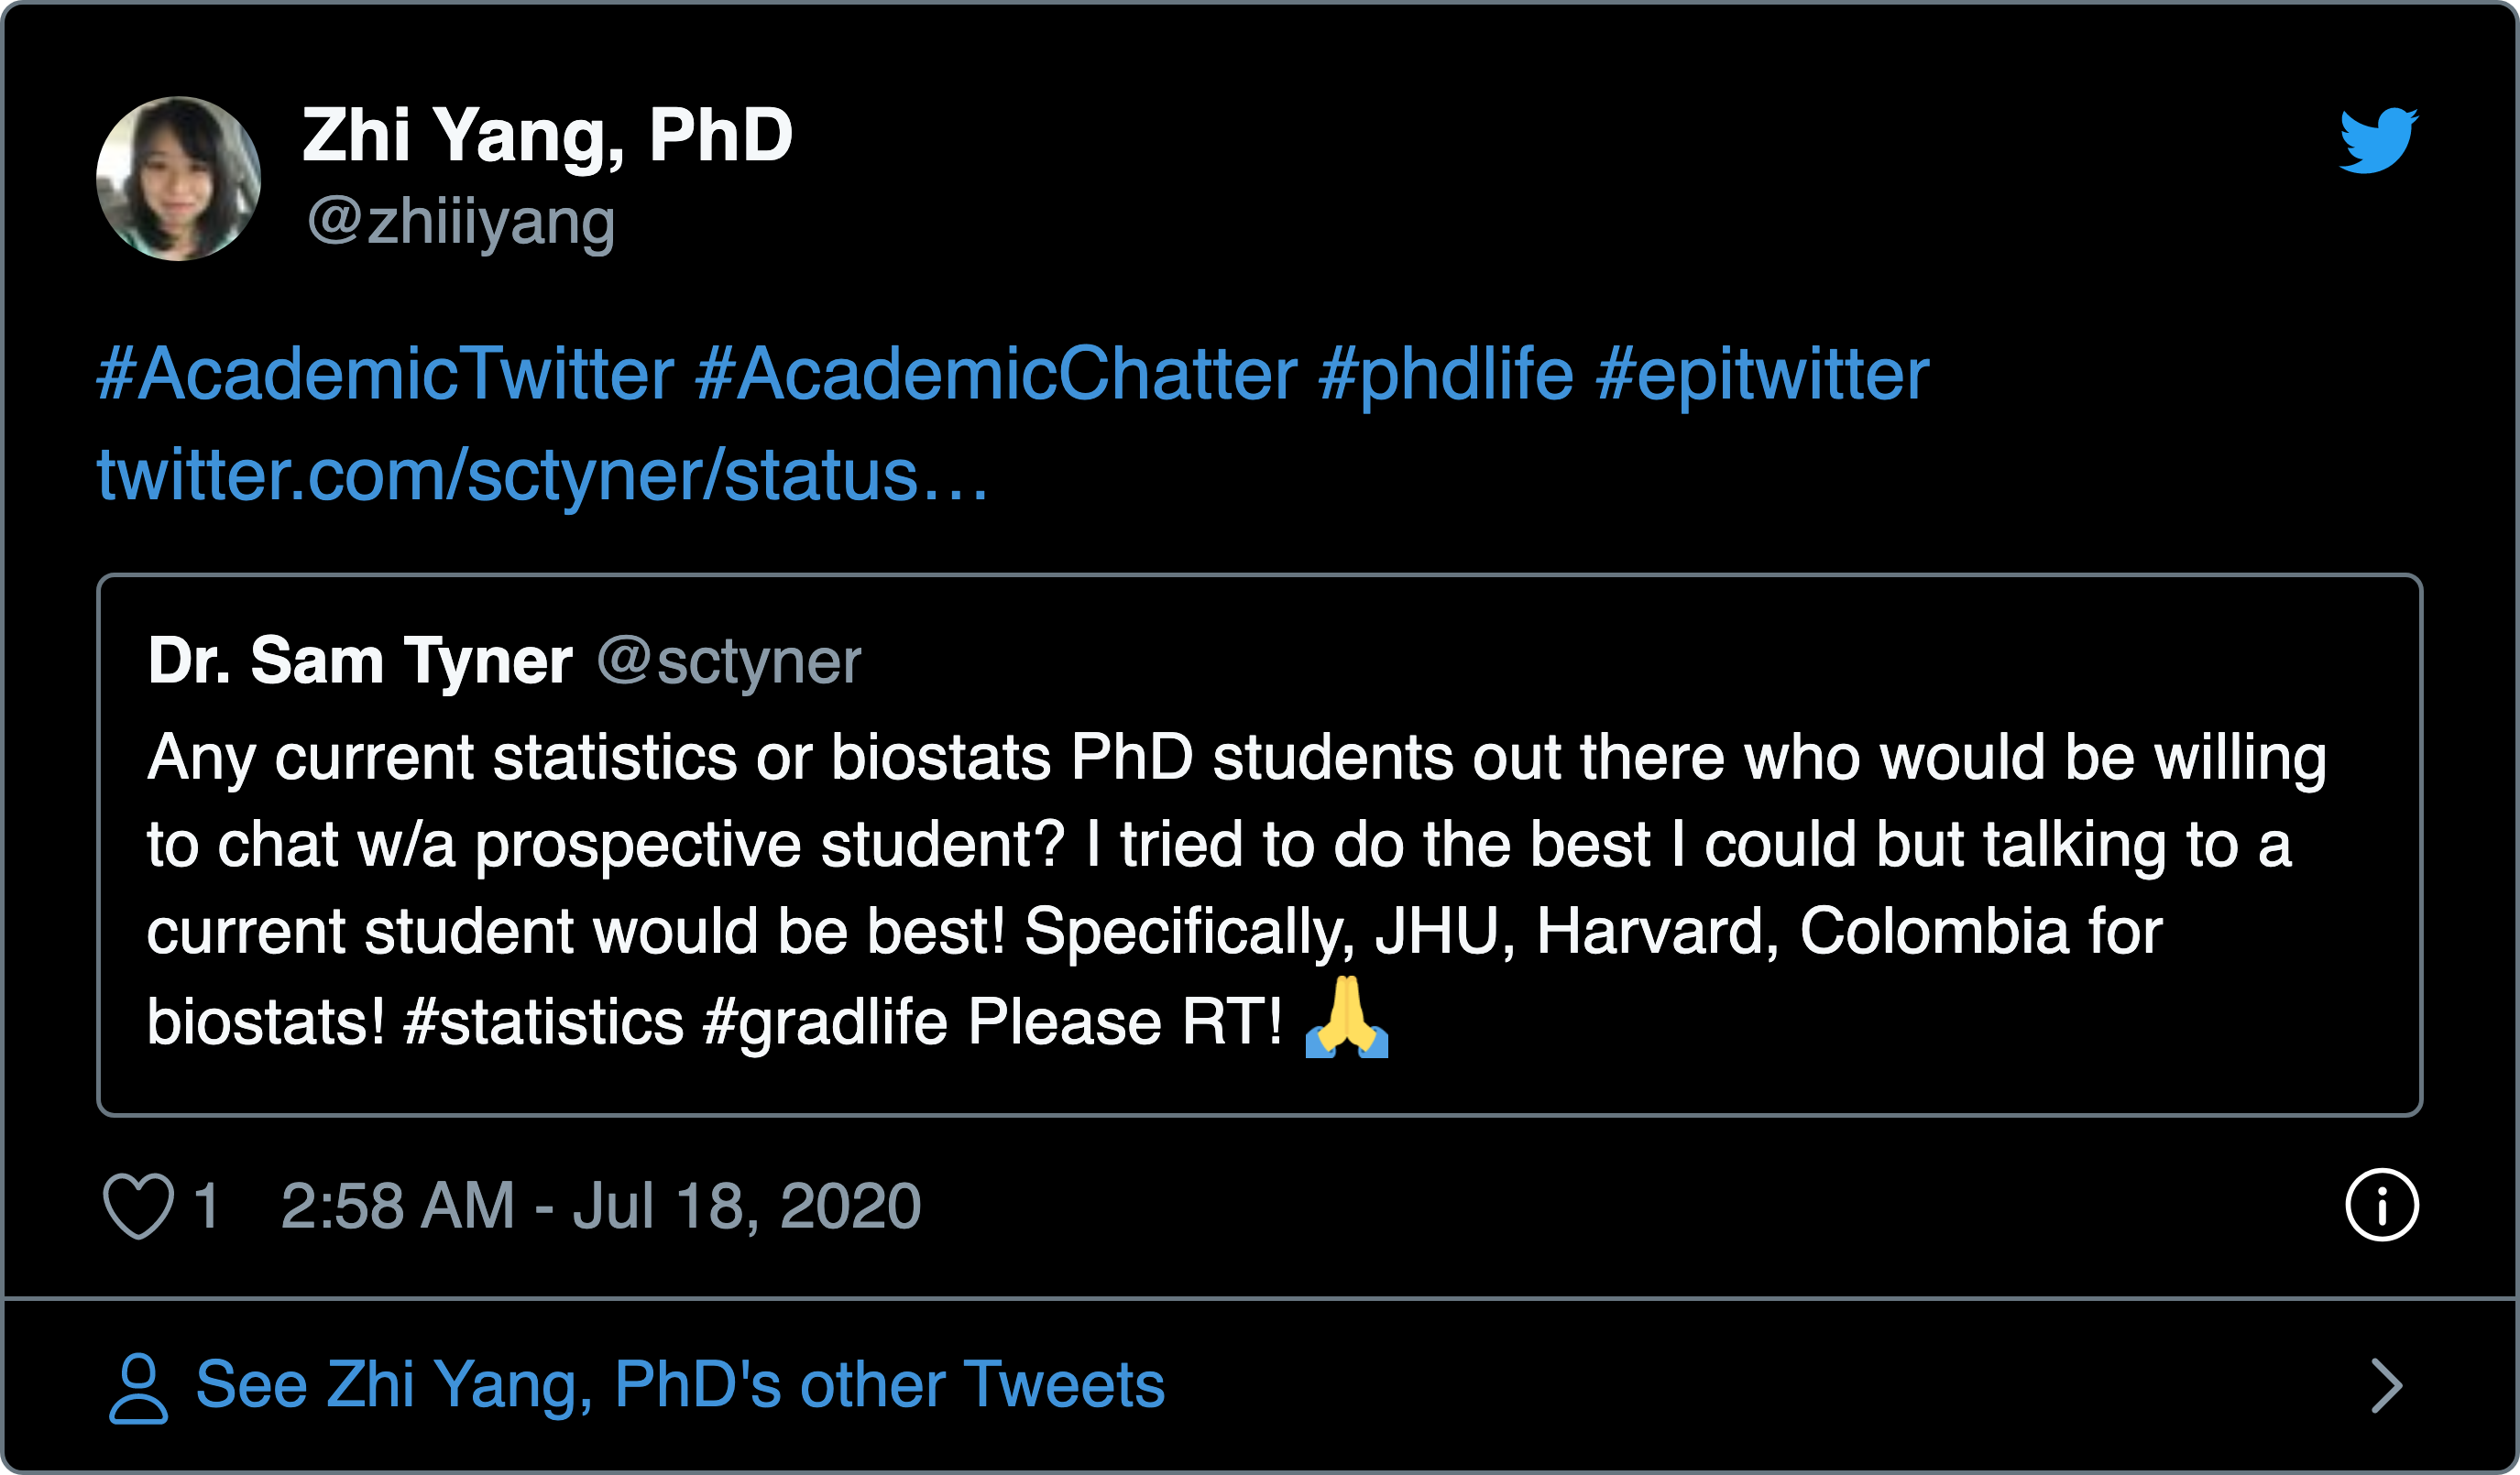 Zhi Yang, PhD
@zhiiiyang
#AcademicTwitter #AcademicChatter #phdlife #epitwitter
twitter.com/sctyner/status…
Dr. Sam Tyner @sctyner
Any current statistics or biostats PhD students out there who would be willing
to chat w/a prospective student? I tried to do the best I could but talking to a
current student would be best! Specifically, JHU, Harvard, Colombia for
biostats! #statistics #gradlife Please RT! 🙏
1 2:58 AM - Jul 18, 2020
See Zhi Yang, PhD's other Tweets